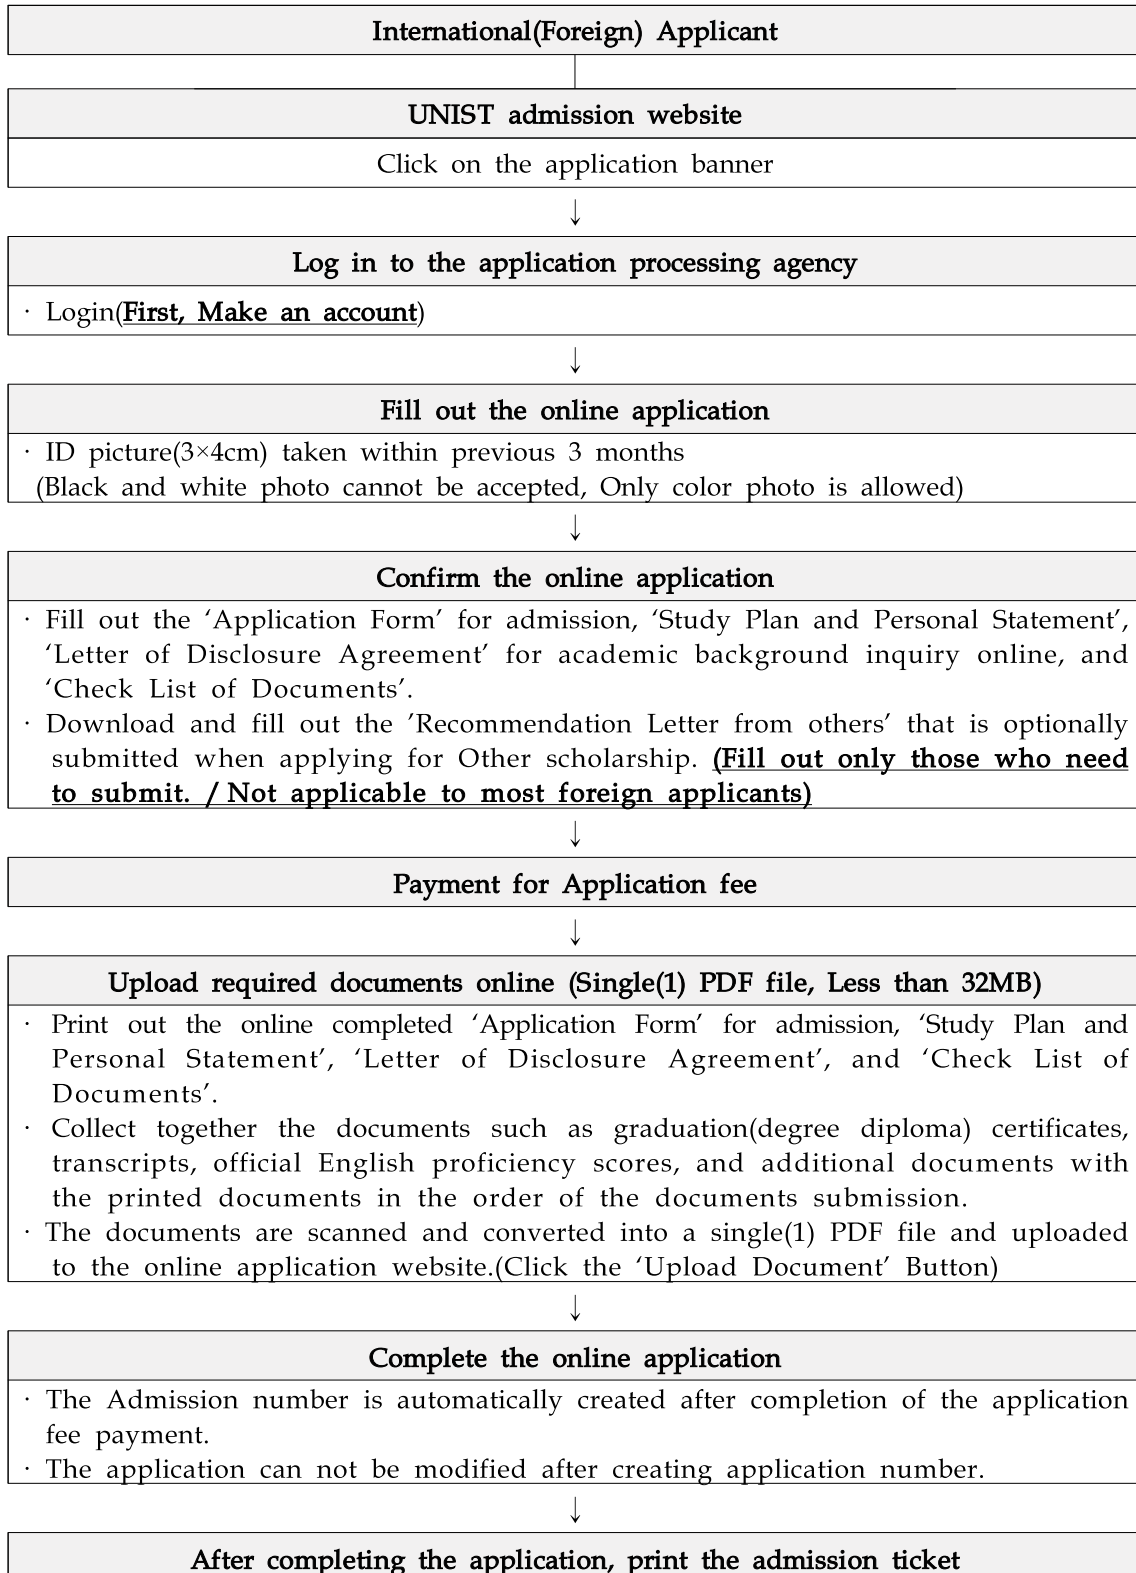 International(Foreign) Applicant
UNIST admission website
Click on the application banner
↓
Log in to the application processing agency
· Login(First, Make an account)
↓
Fill out the online application
· ID picture(3×4cm) taken within previous 3 months
(Black and white photo cannot be accepted, Only color photo is allowed)
↓
Confirm the online application
· Fill out the ‘Application Form’ for admission, ‘Study Plan and Personal Statement’,
‘Letter of Disclosure Agreement’ for academic background inquiry online, and
‘Check List of Documents’.
· Download and fill out the ’Recommendation Letter from others’ that is optionally
submitted when applying for Other scholarship. (Fill out only those who need
to submit. / Not applicable to most foreign applicants)
↓
Payment for Application fee
↓
Upload required documents online (Single(1) PDF file, Less than 32MB)
· Print out the online completed ‘Application Form’ for admission, ‘Study Plan and
Personal Statement’, ‘Letter of Disclosure Agreement’, and ‘Check List of
Documents’.
· Collect together the documents such as graduation(degree diploma) certificates,
transcripts, official English proficiency scores, and additional documents with
the printed documents in the order of the documents submission.
· The documents are scanned and converted into a single(1) PDF file and uploaded
to the online application website.(Click the ‘Upload Document’ Button)
↓
Complete the online application
· The Admission number is automatically created after completion of the application
fee payment.
· The application can not be modified after creating application number.
↓
After completing the application, print the admission ticket